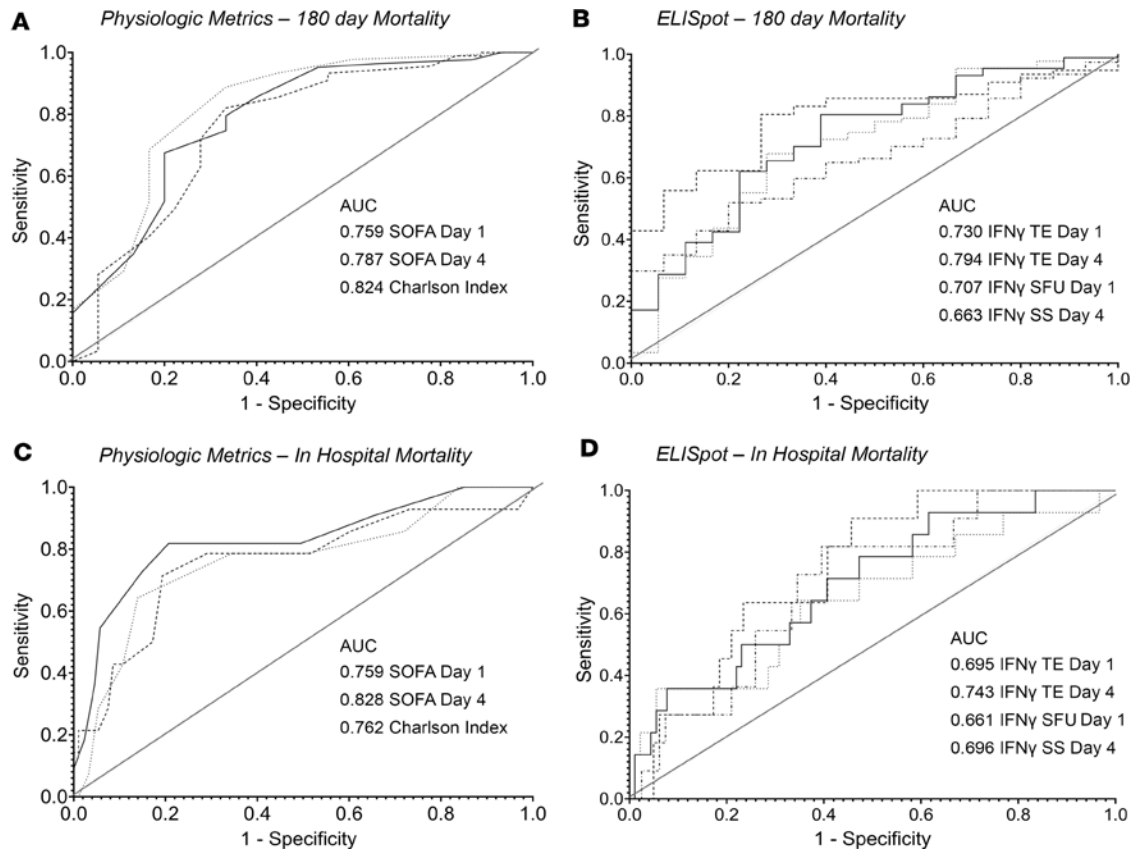 A
Physiologic Metrics – 180 day Mortality
1.0
0.8
0.6
0.4
0.2
0.0
Sensitivity
AUC
0.759 SOFA Day 1
0.787 SOFA Day 4
0.824 Charlson Index
0.0 0.2 0.4 0.6 0.8 1.0
1 - Specificity
B
ELISpot – 180 day Mortality
1.0
0.8
0.6
0.4
0.2
0.0
Sensitivity
AUC
0.730 IFNγ TE Day 1
0.794 IFNγ TE Day 4
0.707 IFNγ SFU Day 1
0.663 IFNγ SS Day 4
0.0 0.2 0.4 0.6 0.8 1.0
1 - Specificity
C
Physiologic Metrics – In Hospital Mortality
1.0
0.8
0.6
0.4
0.2
0.0
Sensitivity
AUC
0.759 SOFA Day 1
0.828 SOFA Day 4
0.762 Charlson Index
0.0 0.2 0.4 0.6 0.8 1.0
1 - Specificity
D
ELISpot – In Hospital Mortality
1.0
0.8
0.6
0.4
0.2
0.0
Sensitivity
AUC
0.695 IFNγ TE Day 1
0.743 IFNγ TE Day 4
0.661 IFNγ SFU Day 1
0.696 IFNγ SS Day 4
0.0 0.2 0.4 0.6 0.8 1.0
1 - Specificity